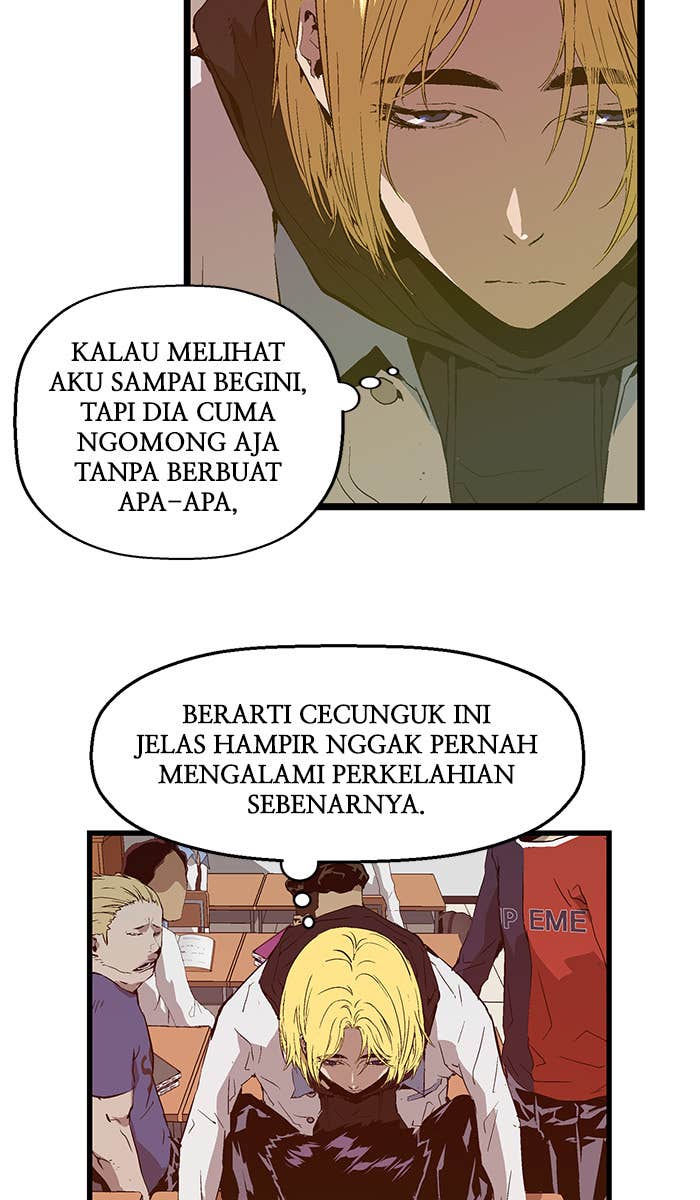 KALAU MELIHAT
AKU SAMPAI BEGINI,
TAPI DIA CUMA
NGOMONG AJA
TANPA BERBUAT
APA-APA,
BERARTI CECUNGUK INI
JELAS HAMPIR NGGAK PERNAH
MENGALAMI PERKELAHIAN
SEBENARNYA.
P EME